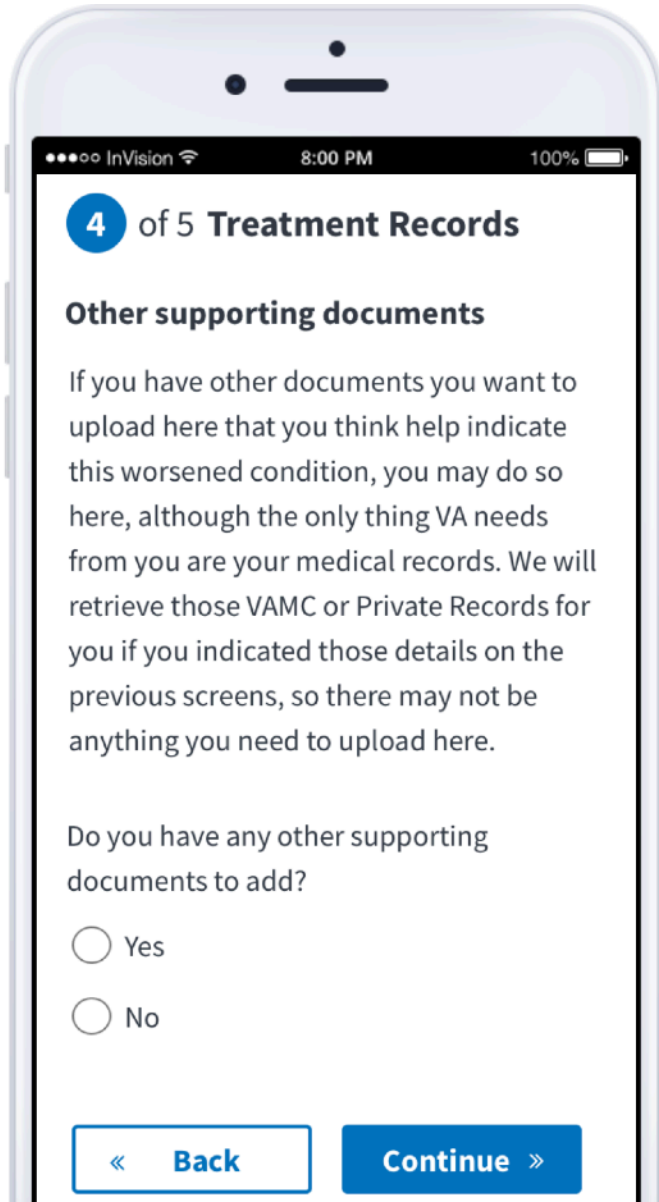 InVision 8:00 PM 100%
4 of 5 Treatment Records
Other supporting documents
If you have other documents you want to
upload here that you think help indicate
this worsened condition, you may do so
here, although the only thing VA needs
from you are your medical records. We will
retrieve those VAMC or Private Records for
you if you indicated those details on the
previous screens, so there may not be
anything you need to upload here.
Do you have any other supporting
documents to add?
Yes
No
« Back Continue »